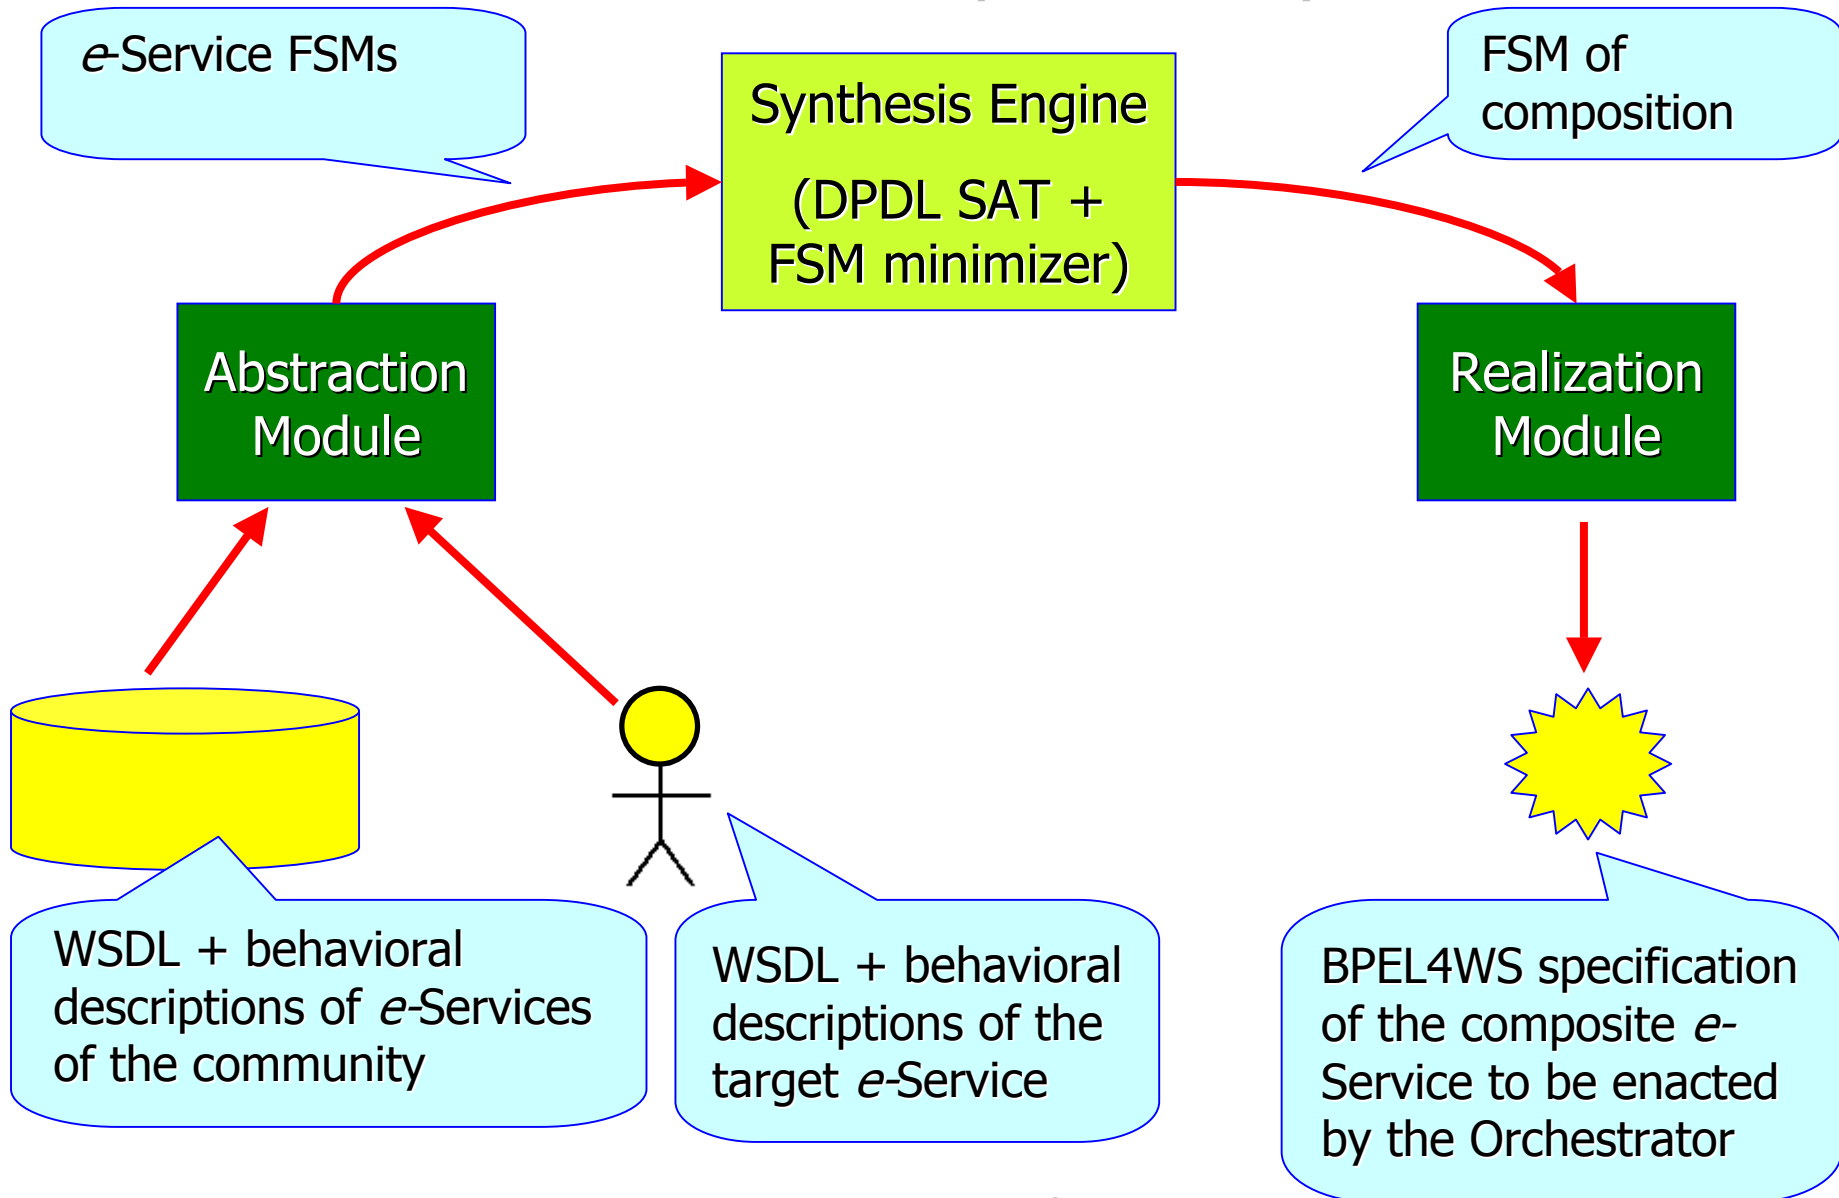 e-Service FSMs
Synthesis Engine
(DPDL SAT +
FSM minimizer)
FSM of
composition
Abstraction
Module
Realization
Module
WSDL + behavioral
descriptions of e-Services
of the community
WSDL + behavioral
descriptions of the
target e-Service
BPEL4WS specification
of the composite e-
Service to be enacted
by the Orchestrator